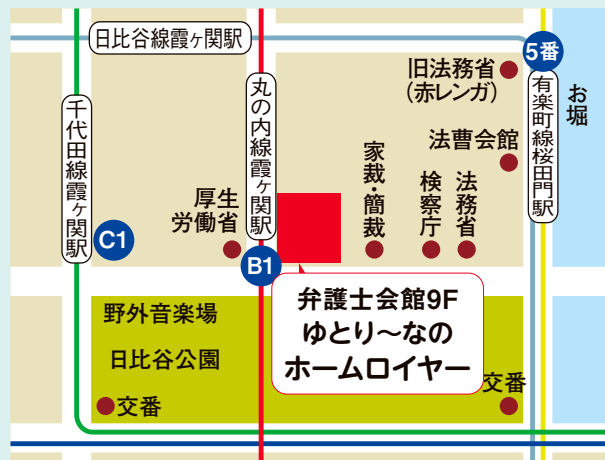 日比谷線霞ヶ関駅
5番
旧法務省
(赤レンガ)
お堀
千代田線霞ヶ関駅
丸の内線霞ヶ関駅
有楽町線桜田門駅
法曹会館
家裁・簡裁
検察庁
法務省
厚生
労働省
C1
B1
弁護士会館9F
ゆとり～なの
ホームロイヤー
野外音楽場
日比谷公園
交番
交番